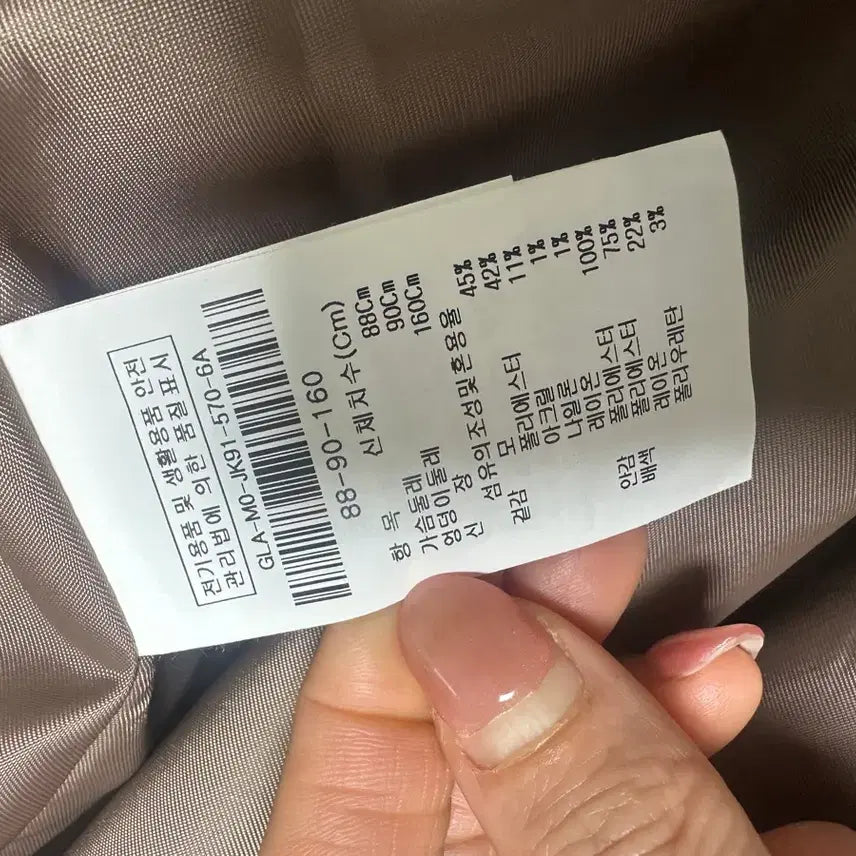 전기용품 및 생활용품 안전
관리법에 의한 품질 표시
GLA-M0-JK91-570-6A
88-90-160
항 목 신체치수(Cm)
가슴둘레 88Cm
엉덩이둘레 90Cm
신 장 160Cm
섬유의조성및혼용율
겉감 모 45%
폴리에스터 42%
아크릴 11%
나일론 1%
레이온 1%
안감 폴리에스터 100%
배색 폴리에스터 75%
레이온 22%
폴리우레탄 3%